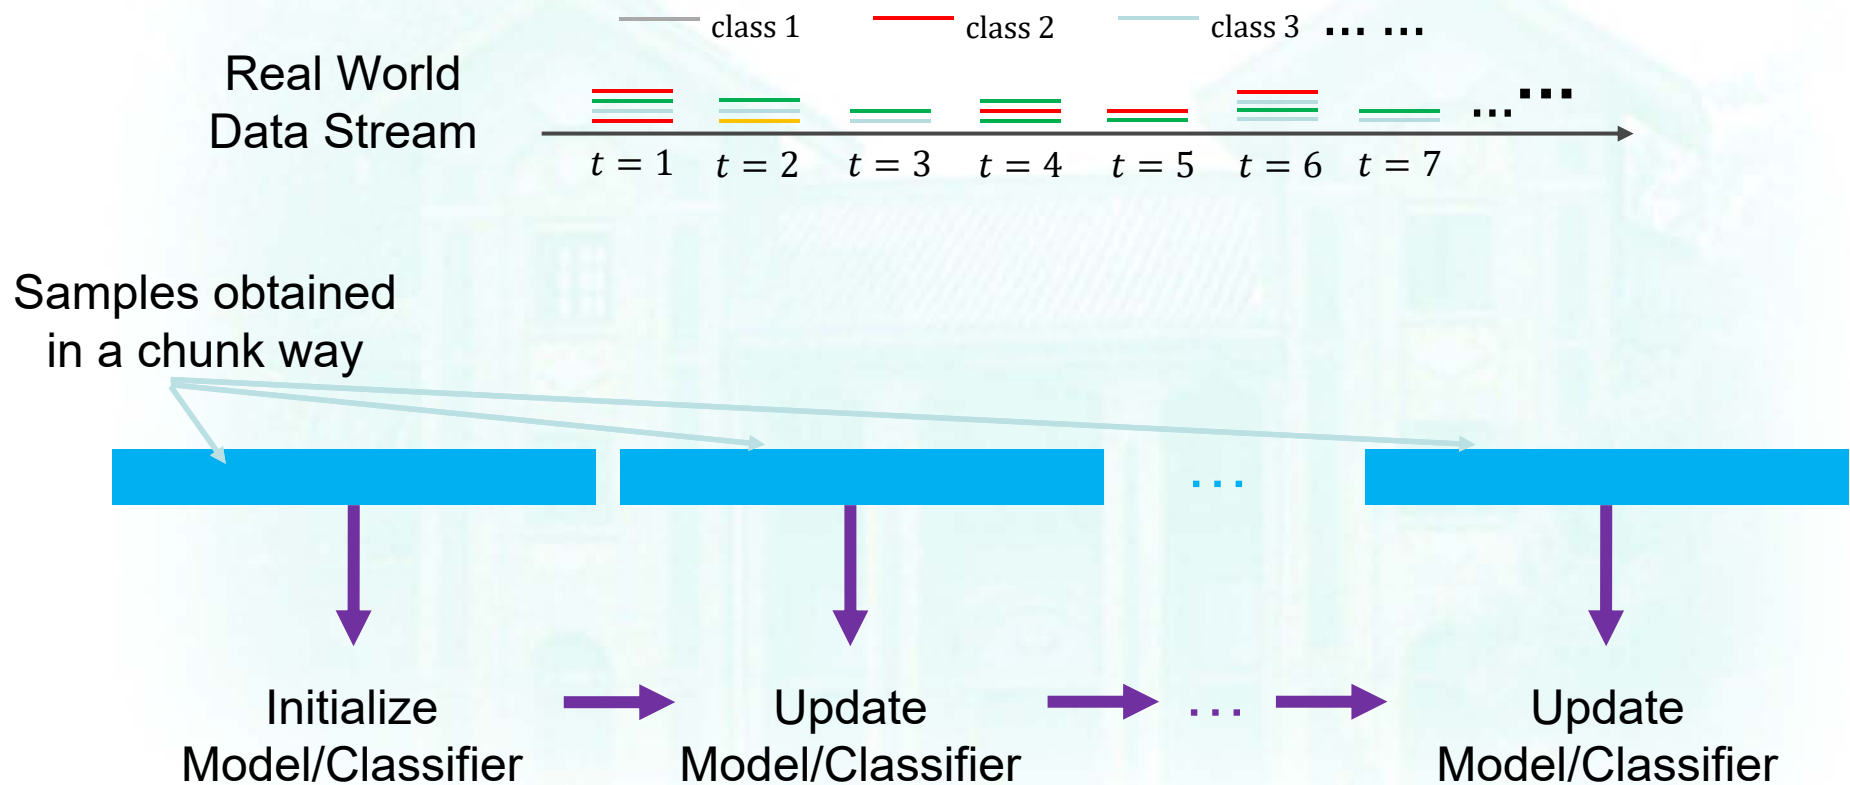 class 1 class 2 class 3 ... ...
Real World
Data Stream
... ...
t = 1 t = 2 t = 3 t = 4 t = 5 t = 6 t = 7
Samples obtained
in a chunk way
...
Initialize
Model/Classifier
Update
Model/Classifier
...
Update
Model/Classifier